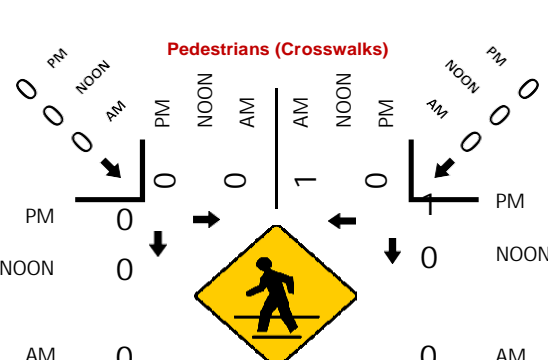 Pedestrians (Crosswalks)
PM NOON AM
0 0 0
PM NOON AM AM NOON PM
0 0 1 0
PM NOON AM
0 0 0
PM 0 1 PM
NOON 0 0 NOON
AM 0 0 AM